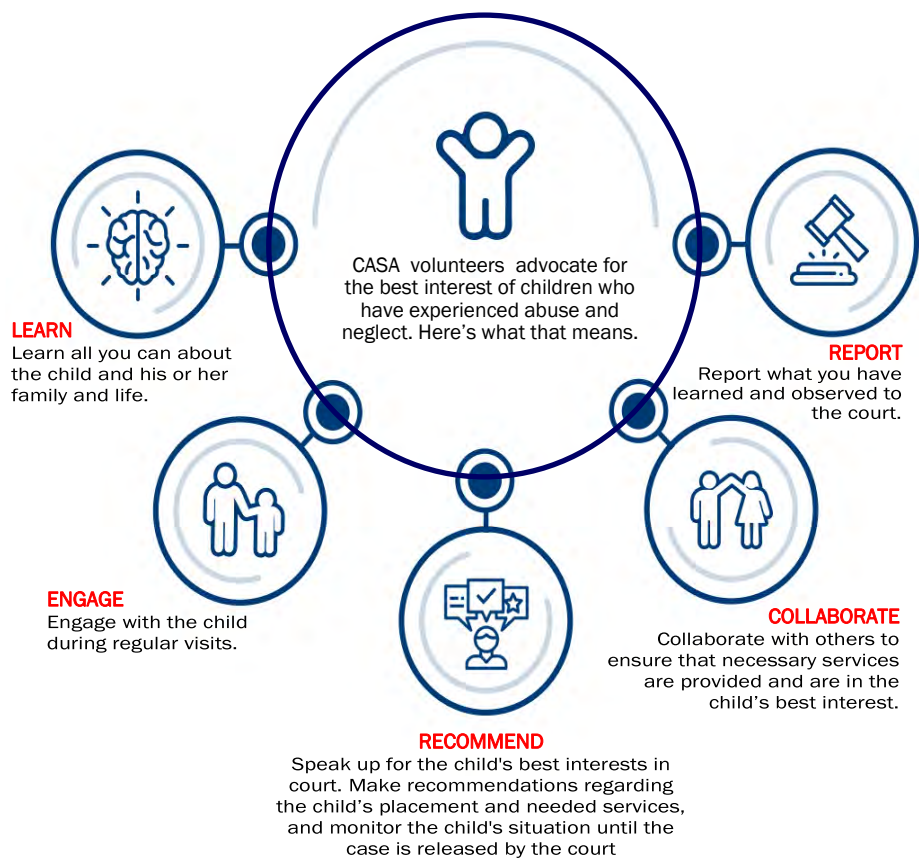 CASA volunteers advocate for
the best interest of children who
have experienced abuse and
neglect. Here’s what that means.
LEARN
Learn all you can about
the child and his or her
family and life.
ENGAGE
Engage with the child
during regular visits.
RECOMMEND
Speak up for the child's best interests in
court. Make recommendations regarding
the child’s placement and needed services,
and monitor the child's situation until the
case is released by the court
COLLABORATE
Collaborate with others to
ensure that necessary services
are provided and are in the
child’s best interest.
REPORT
Report what you have
learned and observed to
the court.